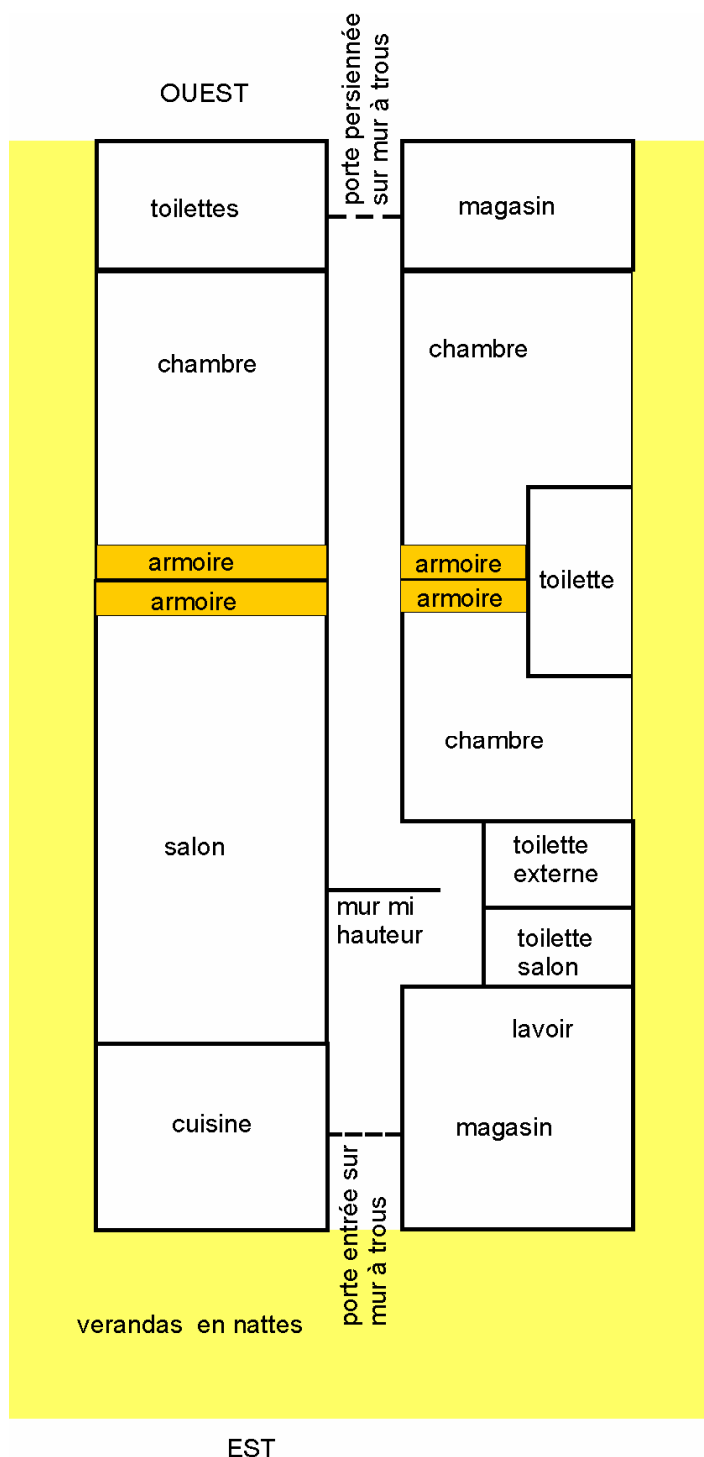 OUEST
porte persiennée
sur mur à trous
toilettes
magasin
chambre
chambre
armoire
armoire
armoire
armoire
toilette
chambre
salon
toilette
externe
mur mi
hauteur
toilette
salon
lavoir
cuisine
magasin
porte entrée sur
mur à trous
verandas en nattes
EST